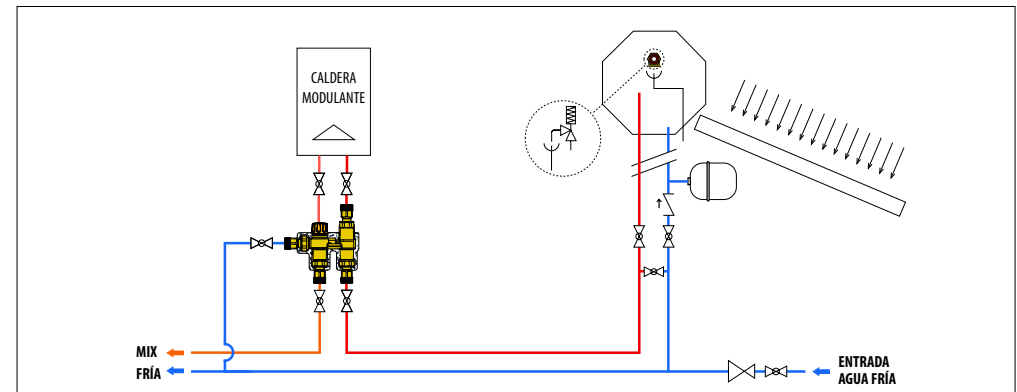 CALDERA
MODULANTE
MIX
FRÍA
ENTRADA
AGUA FRÍA